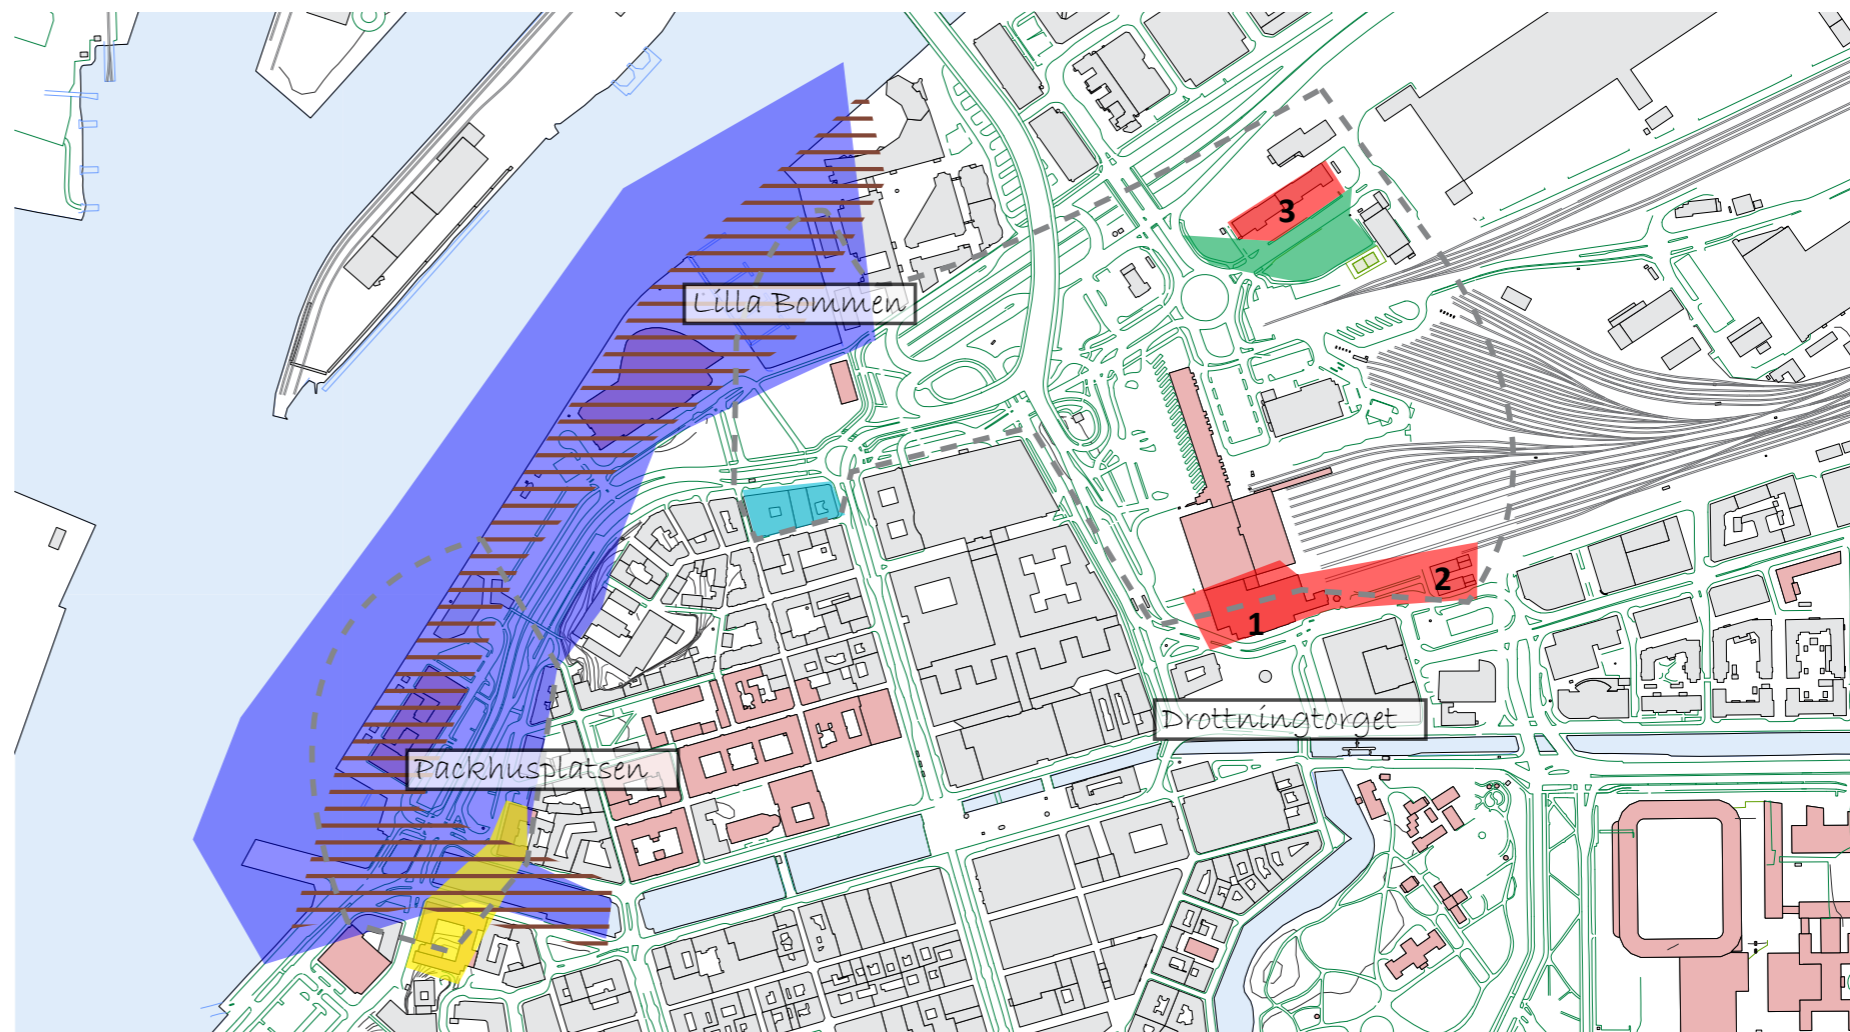 3
Lilla Bommen
2
1
Drottningtorget
Packhusplatsen